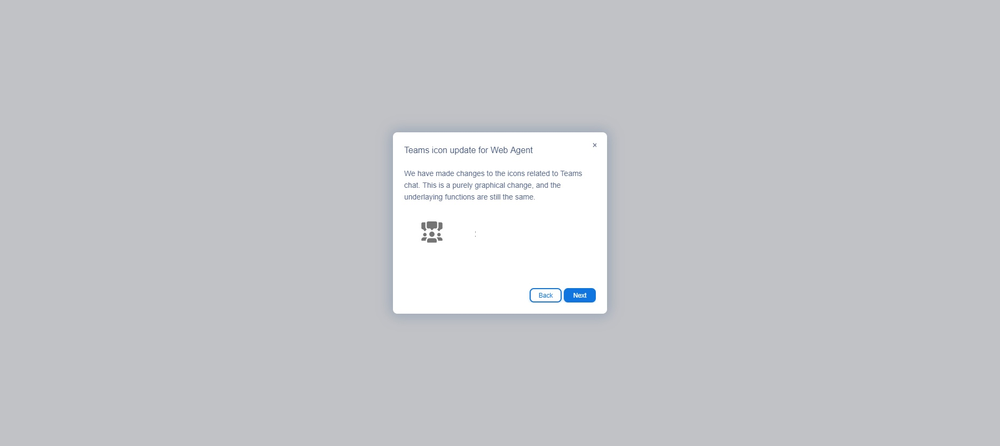 Teams icon update for Web Agent
×
We have made changes to the icons related to Teams
chat. This is a purely graphical change, and the
underlaying functions are still the same.
Back
Next